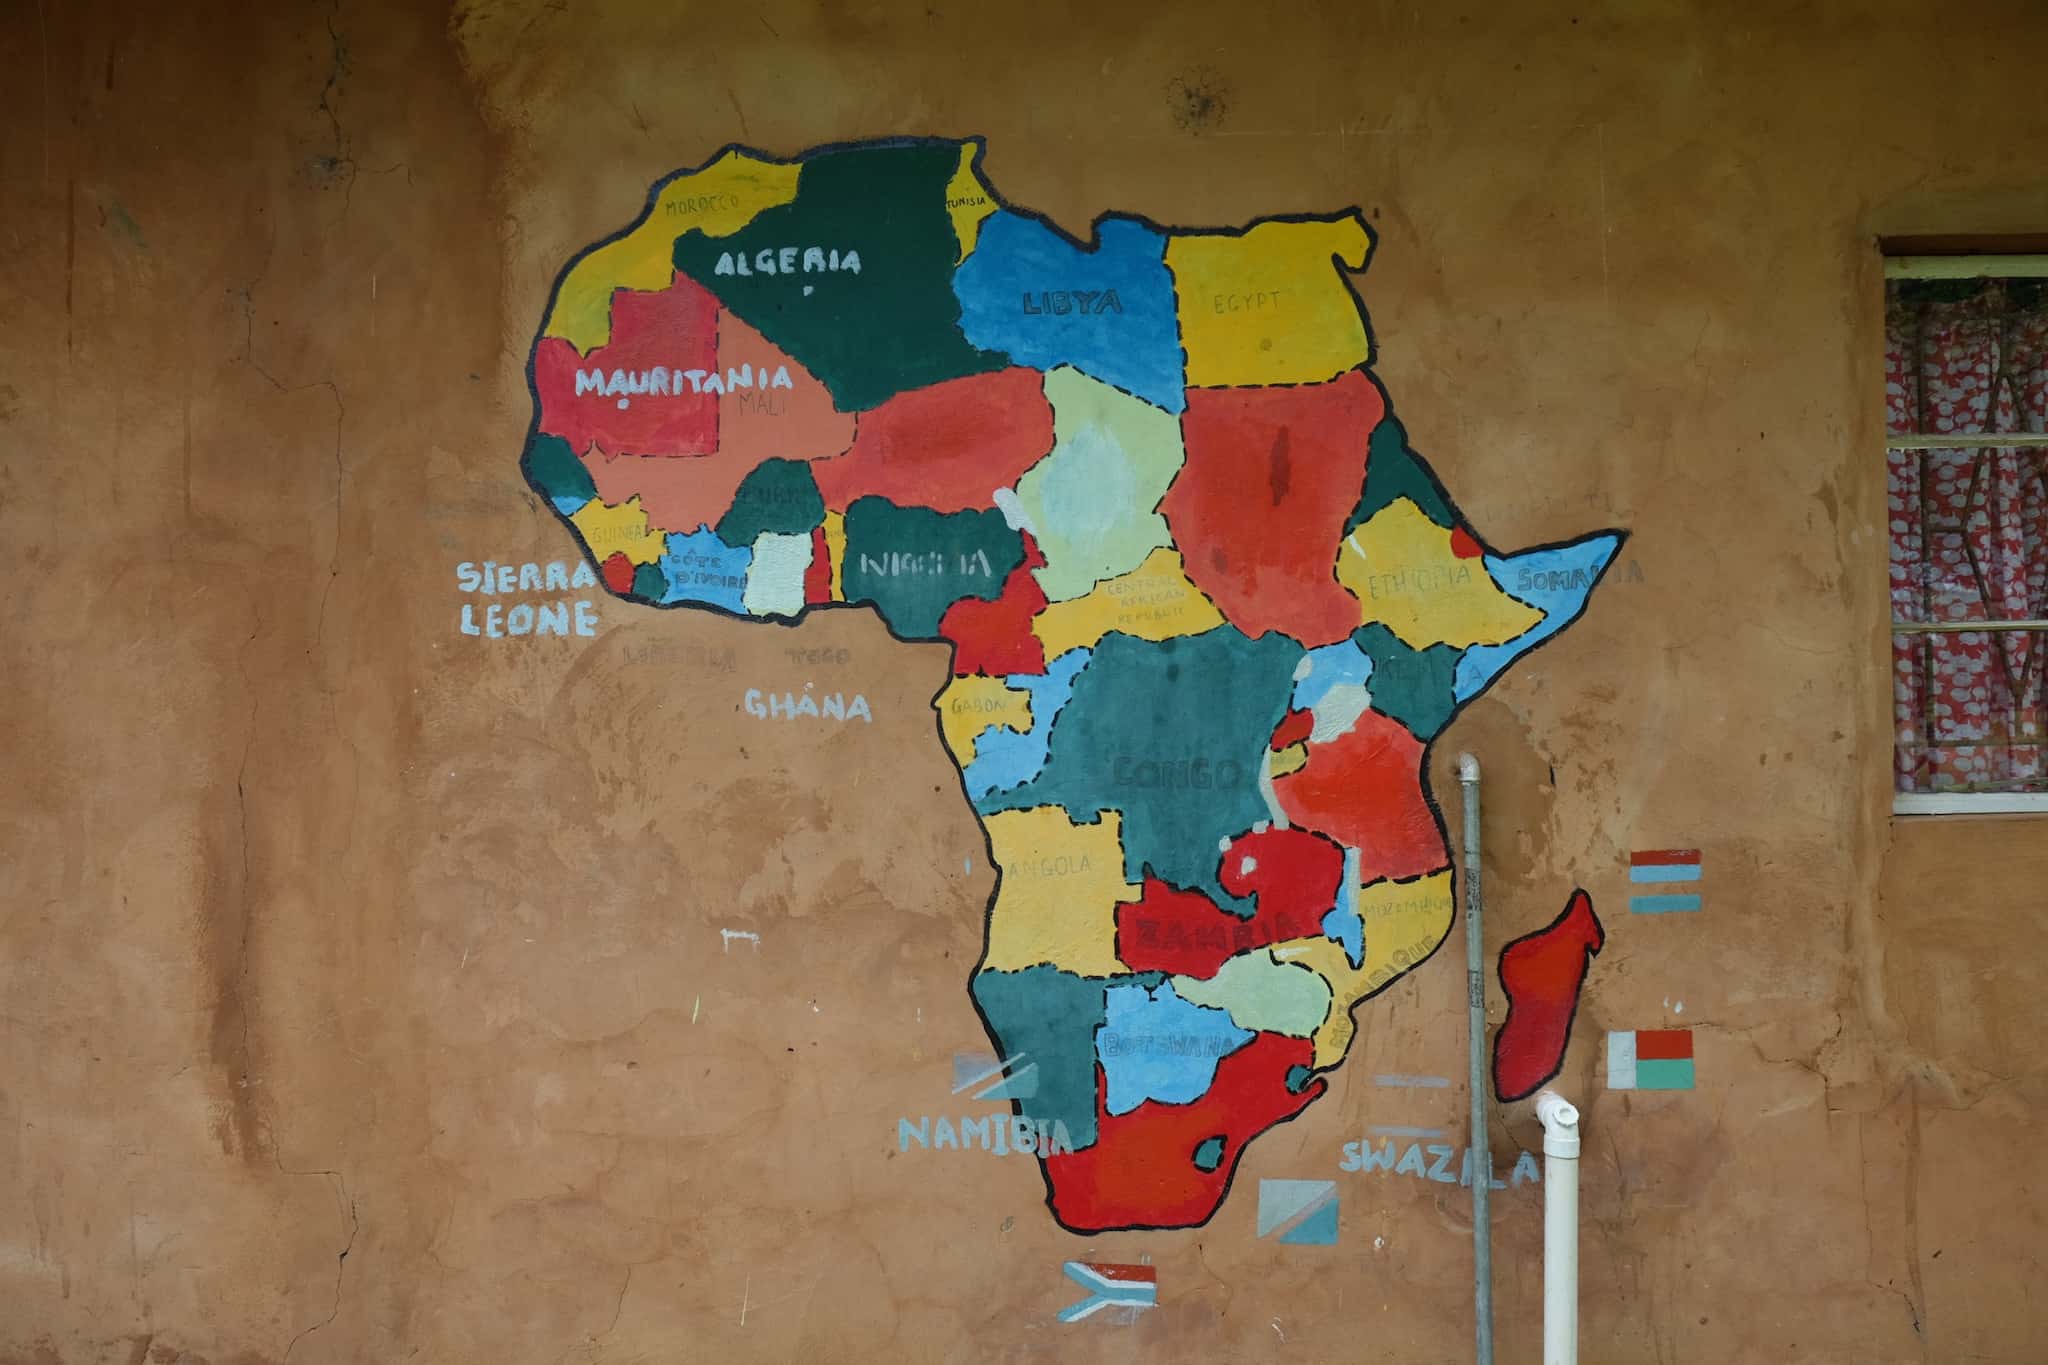 MOROCCO
TUNISIA
ALGERIA
LIBYA
EGYPT
MAURITANIA
MALI
GUINEA
CÔTE
D'IVOIRE
SIERRA
LEONE
NIGERIA
CENTRAL
AFRICAN
REPUBLIC
ETHIOPIA
SOMALIA
LIBERIA
TOGO
GHANA
GABON
KENYA
CONGO
ANGOLA
ZAMBIA
MOZAMBIQUE
BOTSWANA
NAMIBIA